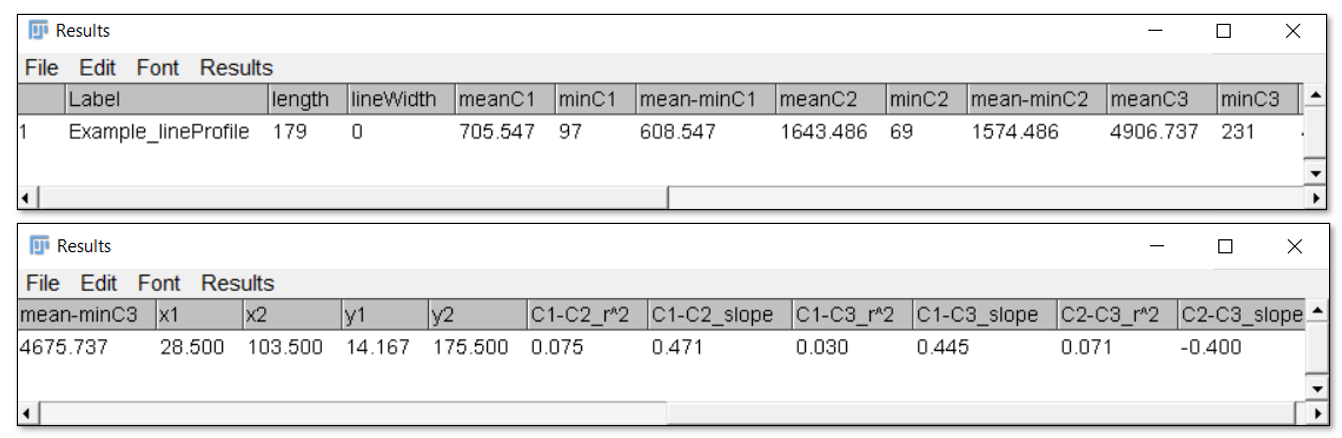 Results
File Edit Font Results
Label length lineWidth meanC1 minC1 mean-minC1 meanC2 minC2 mean-minC2 meanC3 minC3
1 Example_lineProfile 179 0 705.547 97 608.547 1643.486 69 1574.486 4906.737 231
Results
File Edit Font Results
mean-minC3 x1 x2 y1 y2 C1-C2_r^2 C1-C2_slope C1-C3_r^2 C1-C3_slope C2-C3_r^2 C2-C3_slope
4675.737 28.500 103.500 14.167 175.500 0.075 0.471 0.030 0.445 0.071 -0.400